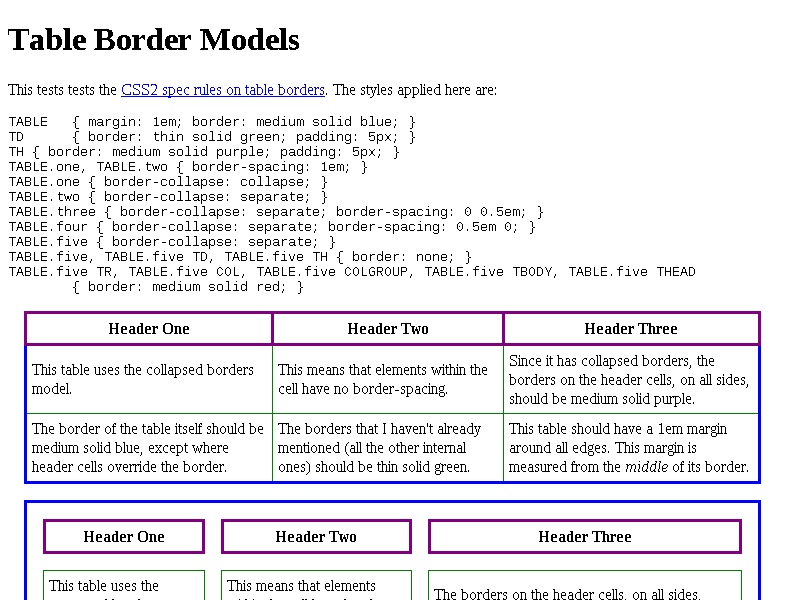 Table Border Models
This tests tests the CSS2 spec rules on table borders. The styles applied here are:
TABLE   { margin: 1em; border: medium solid blue; }
TD      { border: thin solid green; padding: 5px; }
TH { border: medium solid purple; padding: 5px; }
TABLE.one, TABLE.two { border-spacing: 1em; }
TABLE.one { border-collapse: collapse; }
TABLE.two { border-collapse: separate; }
TABLE.three { border-collapse: separate; border-spacing: 0 0.5em; }
TABLE.four { border-collapse: separate; border-spacing: 0.5em 0; }
TABLE.five { border-collapse: separate; }
TABLE.five, TABLE.five TD, TABLE.five TH { border: none; }
TABLE.five TR, TABLE.five COL, TABLE.five COLGROUP, TABLE.five TBODY, TABLE.five THEAD
        { border: medium solid red; }
Header One
Header Two
Header Three
This table uses the collapsed borders
model.
This means that elements within the
cell have no border-spacing.
Since it has collapsed borders, the
borders on the header cells, on all sides,
should be medium solid purple.
The border of the table itself should be
medium solid blue, except where
header cells override the border.
The borders that I haven't already
mentioned (all the other internal
ones) should be thin solid green.
This table should have a 1em margin
around all edges. This margin is
measured from the middle of its border.
Header One
Header Two
Header Three
This table uses the
This means that elements
The borders on the header cells, on all sides,